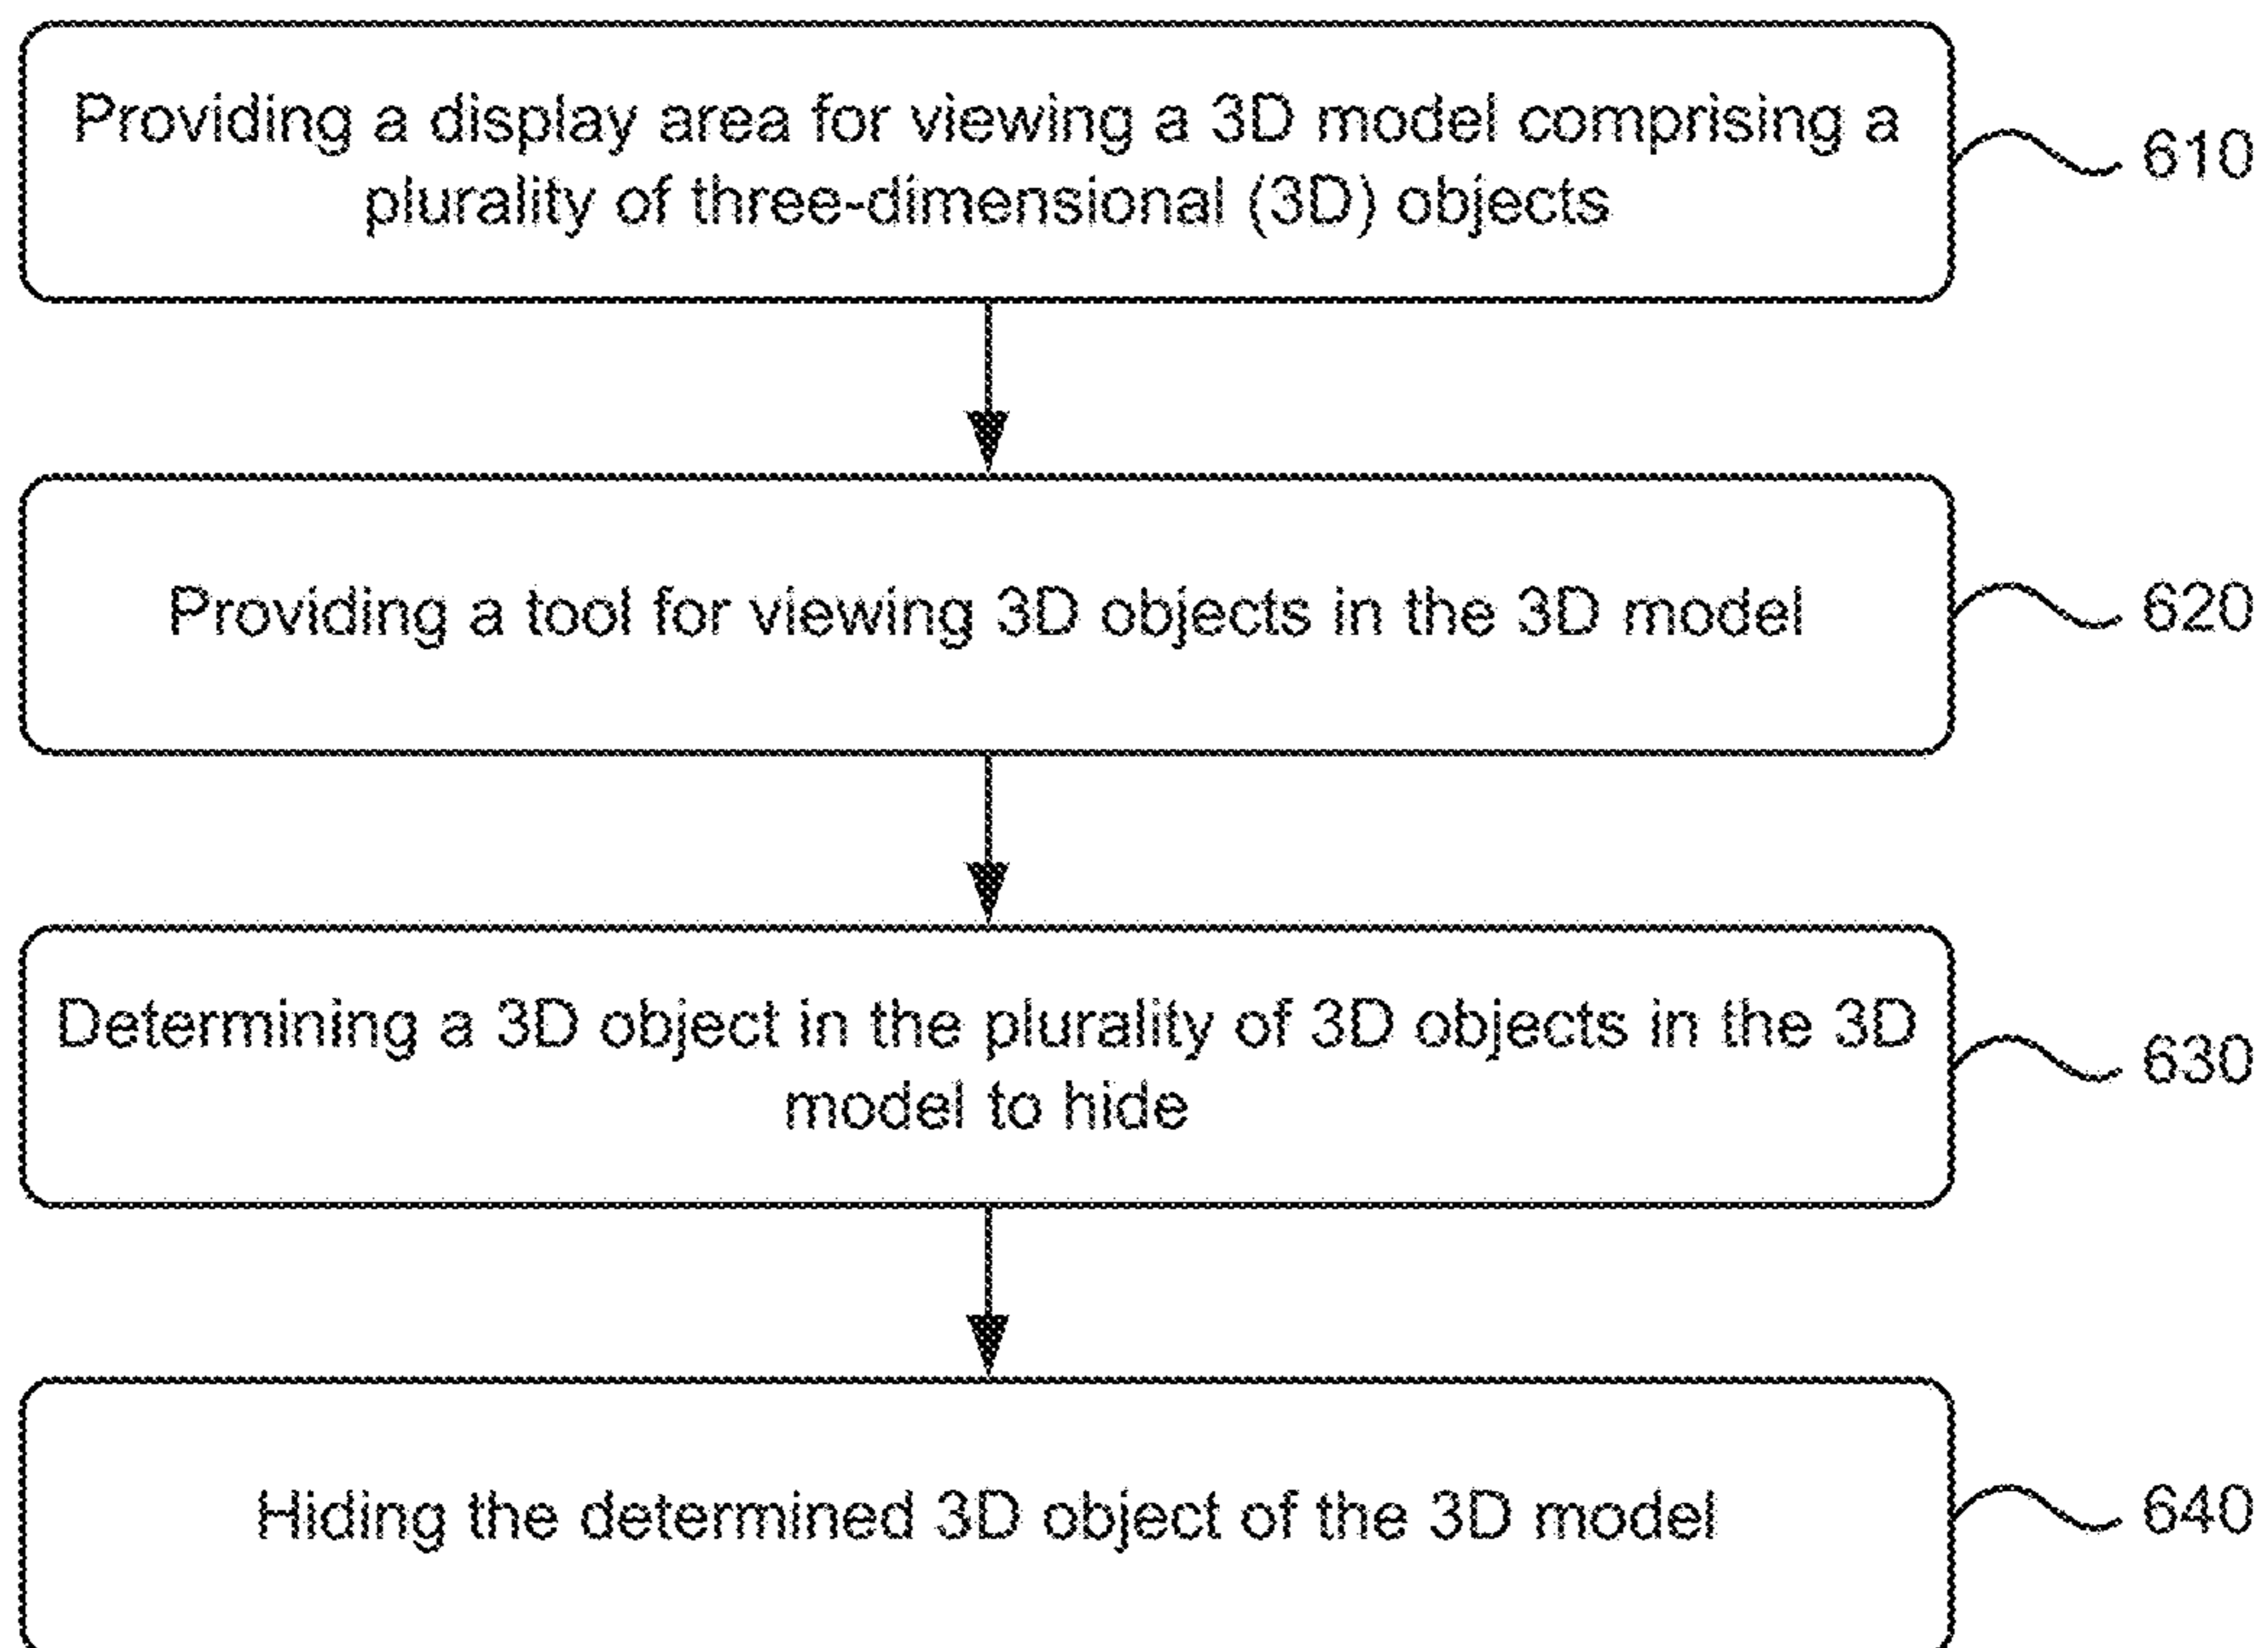 Providing a display area for viewing a 3D model comprising a
plurality of three-dimensional (3D) objects
610
Providing a tool for viewing 3D objects in the 3D model
620
Determining a 3D object in the plurality of 3D objects in the 3D
model to hide
630
Hiding the determined 3D object of the 3D model
640